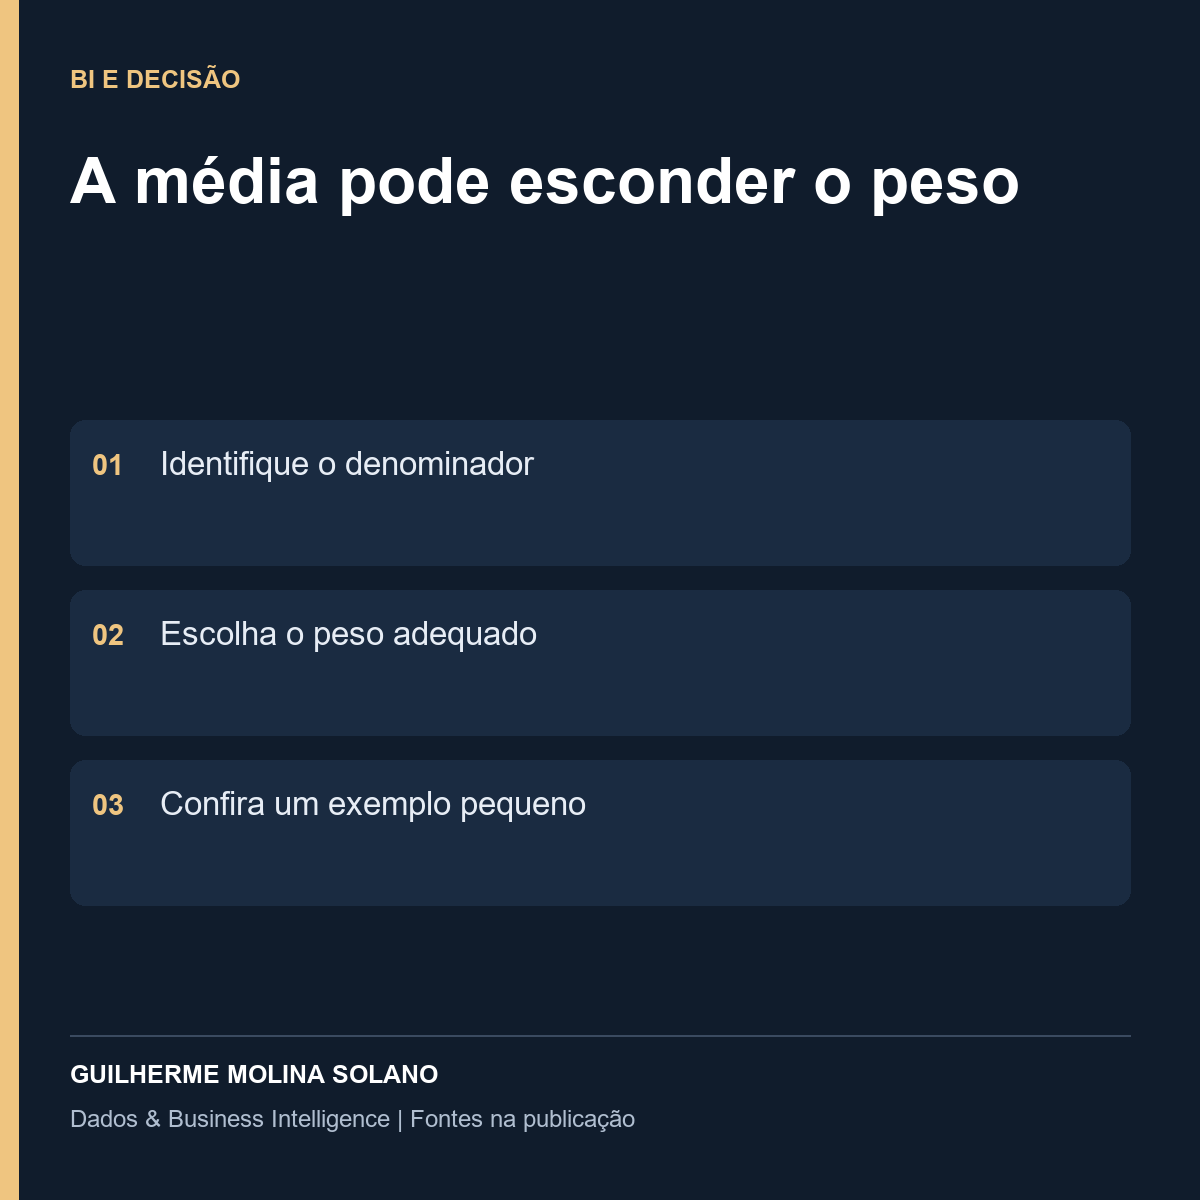 BI E DECISÃO
A média pode esconder o peso
01 Identifique o denominador
02 Escolha o peso adequado
03 Confira um exemplo pequeno
GUILHERME MOLINA SOLANO
Dados & Business Intelligence | Fontes na publicação